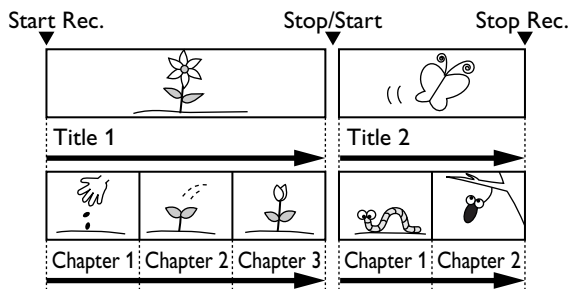 Start Rec. Stop/Start Stop Rec.
Title 1 Title 2
Chapter 1 Chapter 2 Chapter 3 Chapter 1 Chapter 2